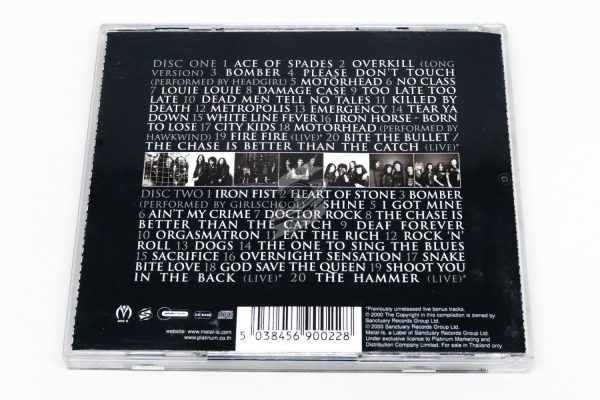 DISC ONE 1 ACE OF SPADES 2 OVERKILL (LONG
VERSION) 3 BOMBER 4 PLEASE DON'T TOUCH
(PERFORMED BY HEADGIRL) 5 MOTORHEAD 6 NO CLASS
7 LOUIE LOUIE 8 DAMAGE CASE 9 TOO LATE TOO
LATE 10 DEAD MEN TELL NO TALES 11 KILLED BY
DEATH 12 METROPOLIS 13 EMERGENCY 14 TEAR YA
DOWN 15 WHITE LINE FEVER 16 IRON HORSE - BORN
TO LOSE 17 CITY KIDS 18 MOTORHEAD (PERFORMED BY
HAWKWIND) 19 FIRE FIRE (LIVE)* 20 BITE THE BULLET /
THE CHASE IS BETTER THAN THE CATCH (LIVE)*
DISC TWO 1 IRON FIST 2 HEART OF STONE 3 BOMBER
(PERFORMED BY GIRLSCHOOL) 4 SHINE 5 I GOT MINE
6 AIN'T MY CRIME 7 DOCTOR ROCK 8 THE CHASE IS
BETTER THAN THE CATCH 9 DEAF FOREVER
10 ORGASMATRON 11 EAT THE RICH 12 ROCK 'N'
ROLL 13 DOGS 14 THE ONE TO SING THE BLUES
15 SACRIFICE 16 OVERNIGHT SENSATION 17 SNAKE
BITE LOVE 18 GOD SAVE THE QUEEN 19 SHOOT YOU
IN THE BACK (LIVE)* 20 THE HAMMER (LIVE)*
website: www.metal-is.com
www.platinum.co.th
5 038456 900228
*Previously unreleased live bonus tracks.
℗ 2000 The Copyright in this compilation is owned by
Sanctuary Records Group Ltd.
© 2000 Sanctuary Records Group Ltd.
Metal-Is, a Label of Sanctuary Records Group Ltd.
Under exclusive licence to Platinum Marketing and
Distribution Company Limited. For sale in Thailand only.